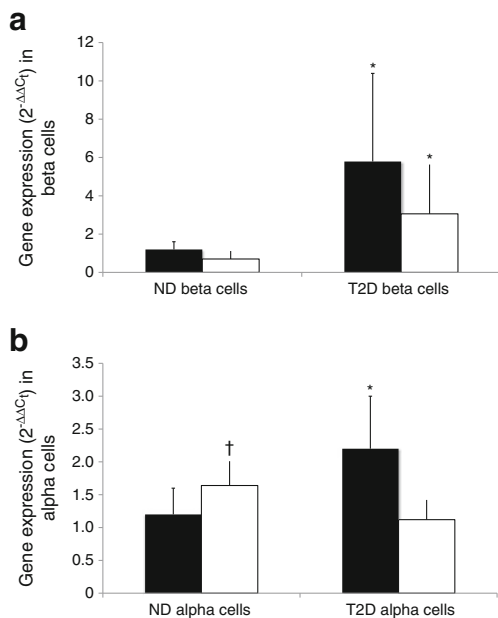 a
Gene expression (2-ΔΔCt) in
beta cells
12
10
8
6
4
2
0
*
*
ND beta cells T2D beta cells
b
Gene expression (2-ΔΔCt) in
alpha cells
3.5
3.0
2.5
2.0
1.5
1.0
0.5
0
†
*
ND alpha cells T2D alpha cells